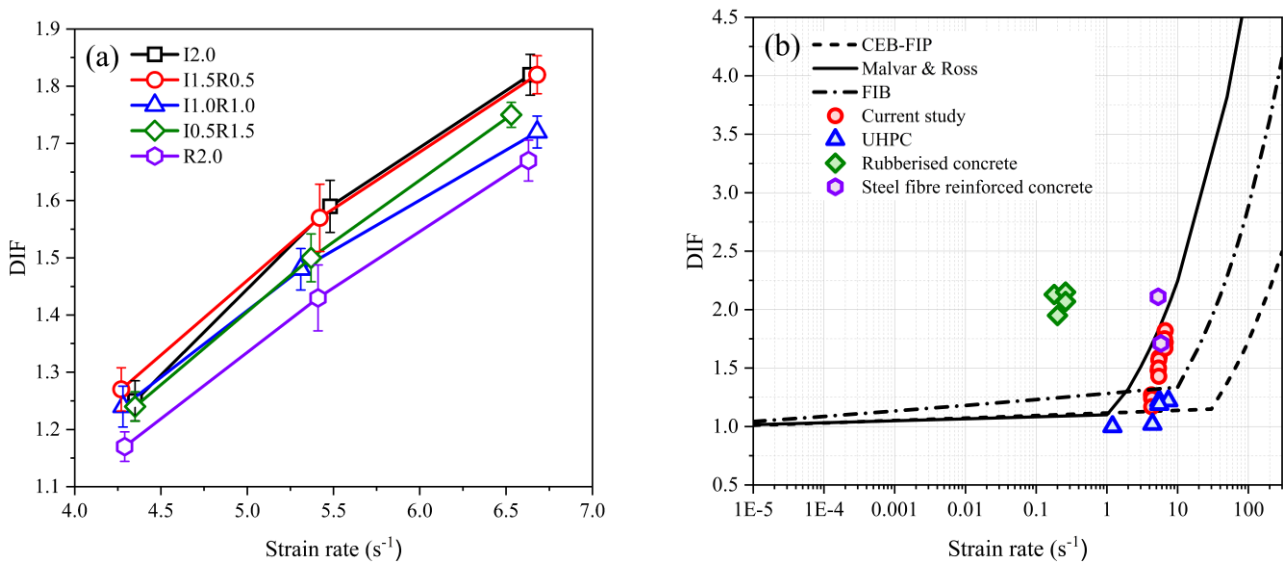 (a)
I2.0
I1.5R0.5
I1.0R1.0
I0.5R1.5
R2.0
DIF
1.9
1.8
1.7
1.6
1.5
1.4
1.3
1.2
1.1
4.0 4.5 5.0 5.5 6.0 6.5 7.0
Strain rate (s⁻¹)
(b)
CEB-FIP
Malvar & Ross
FIB
Current study
UHPC
Rubberised concrete
Steel fibre reinforced concrete
DIF
4.5
4.0
3.5
3.0
2.5
2.0
1.5
1.0
0.5
1E-5 1E-4 0.001 0.01 0.1 1 10 100
Strain rate (s⁻¹)